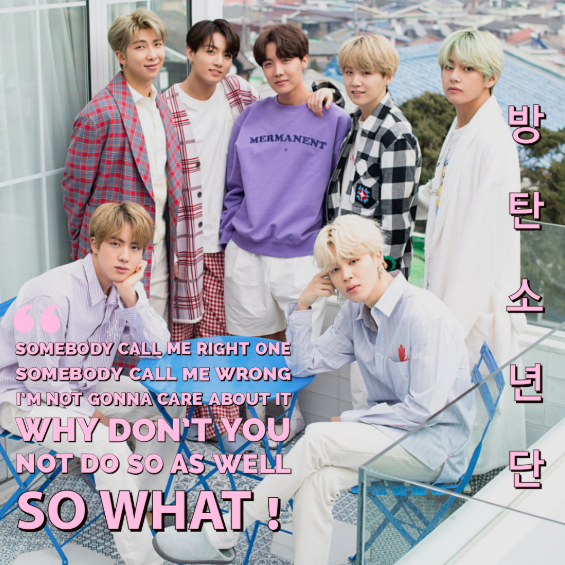 MERMANENT
방
탄
소
년
단
“
SOMEBODY CALL ME RIGHT ONE
SOMEBODY CALL ME WRONG
I'M NOT GONNA CARE ABOUT IT
WHY DON'T YOU
NOT DO SO AS WELL
SO WHAT !